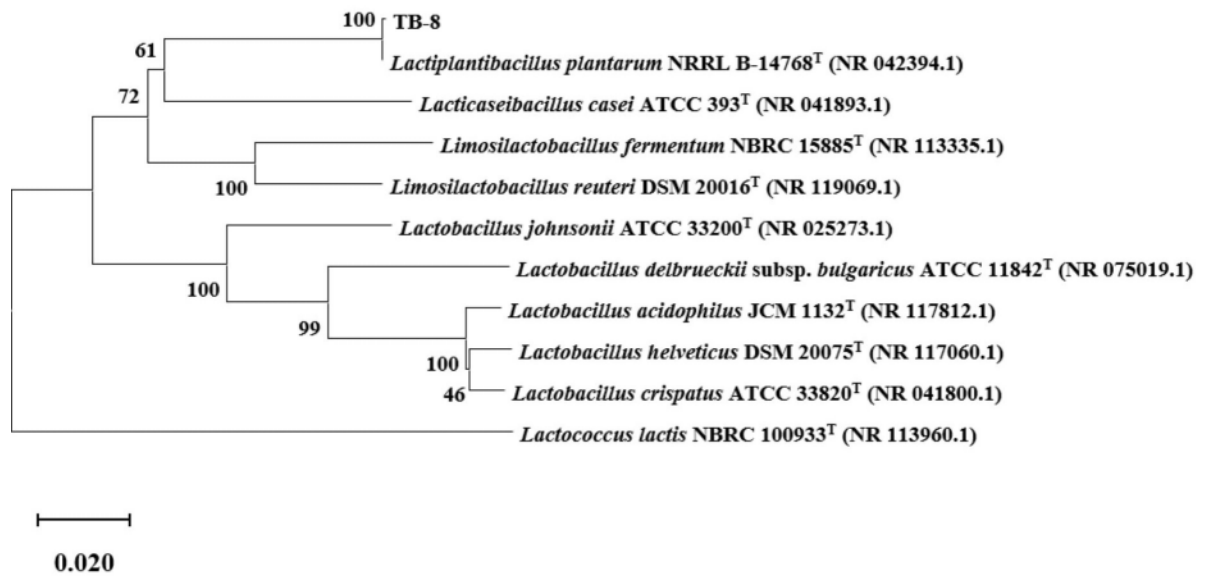 100 TB-8
61
Lactiplantibacillus plantarum NRRL B-14768ᵀ (NR 042394.1)
72
Lacticaseibacillus casei ATCC 393ᵀ (NR 041893.1)
Limosilactobacillus fermentum NBRC 15885ᵀ (NR 113335.1)
100
Limosilactobacillus reuteri DSM 20016ᵀ (NR 119069.1)
Lactobacillus johnsonii ATCC 33200ᵀ (NR 025273.1)
100
Lactobacillus delbrueckii subsp. bulgaricus ATCC 11842ᵀ (NR 075019.1)
99
Lactobacillus acidophilus JCM 1132ᵀ (NR 117812.1)
Lactobacillus helveticus DSM 20075ᵀ (NR 117060.1)
100
46
Lactobacillus crispatus ATCC 33820ᵀ (NR 041800.1)
Lactococcus lactis NBRC 100933ᵀ (NR 113960.1)
0.020